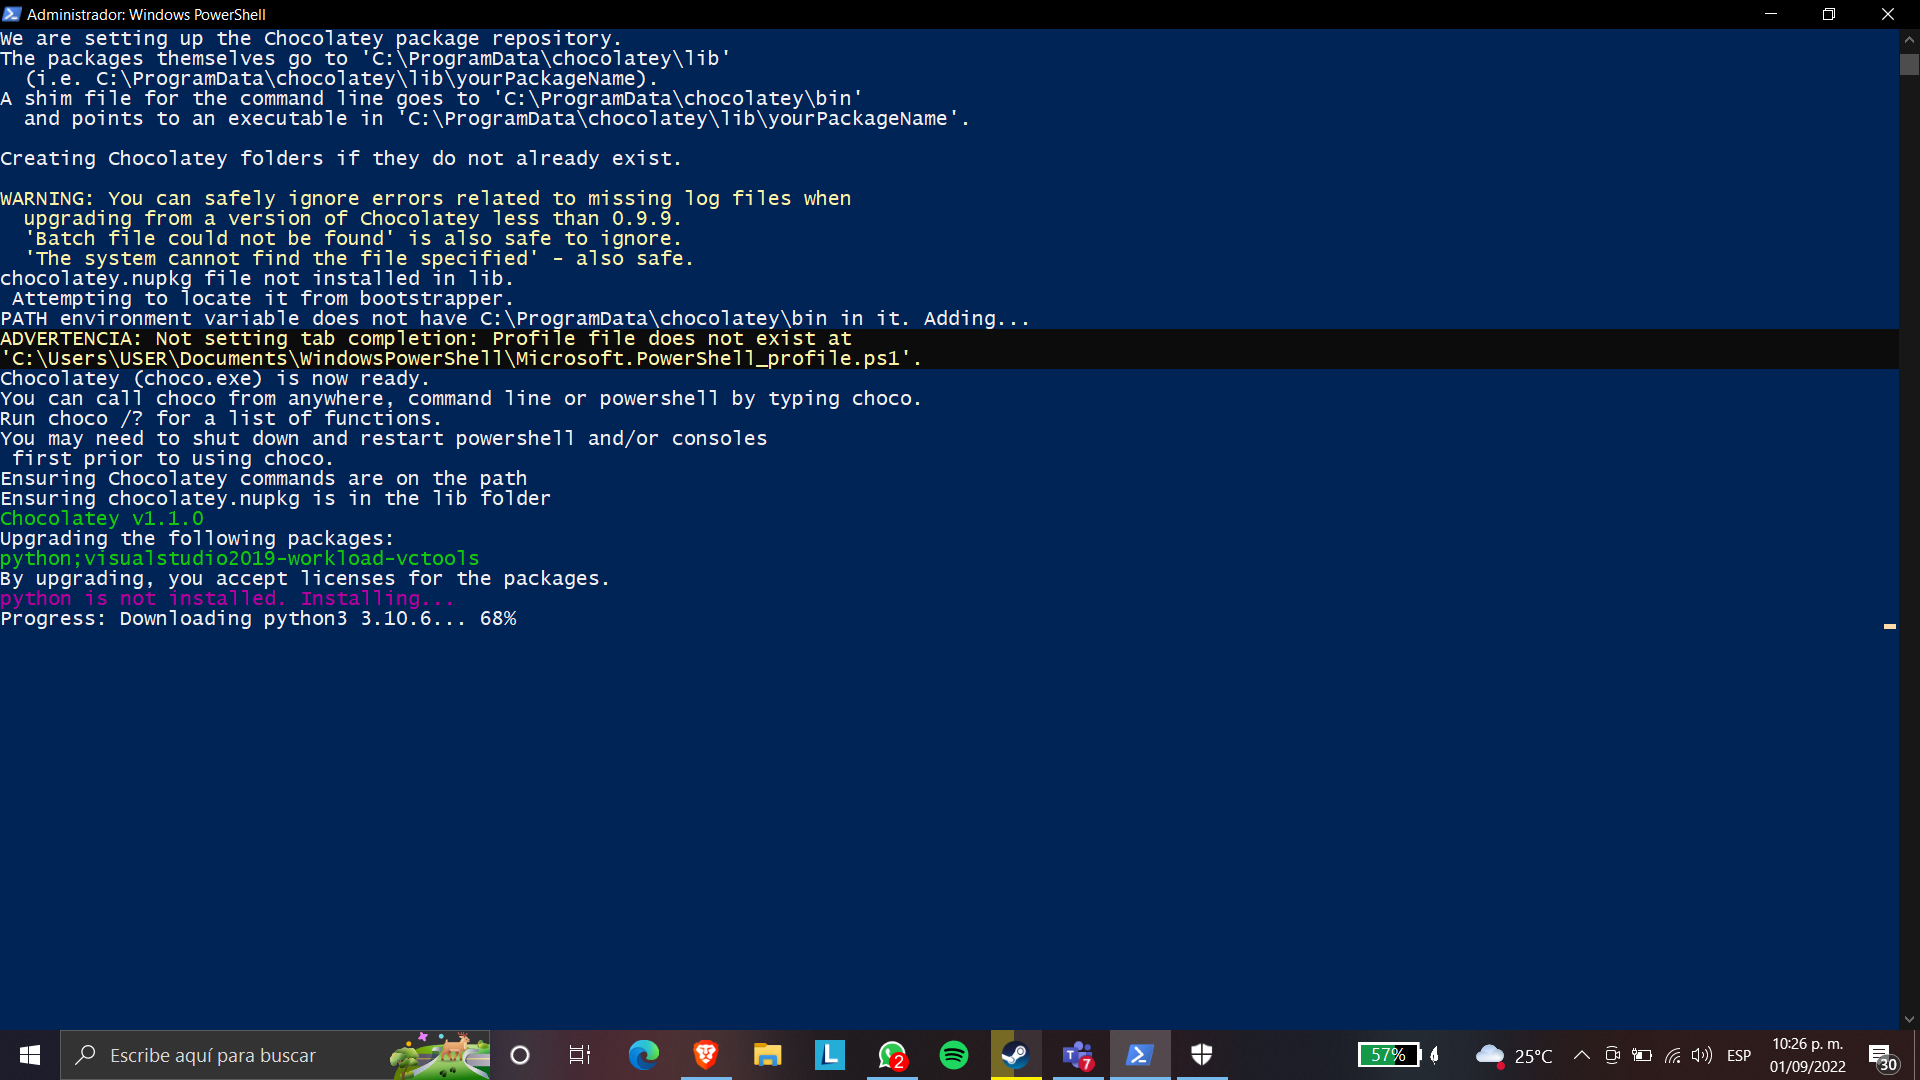 Administrador: Windows PowerShell
We are setting up the Chocolatey package repository.
The packages themselves go to 'C:\ProgramData\chocolatey\lib'
  (i.e. C:\ProgramData\chocolatey\lib\yourPackageName).
A shim file for the command line goes to 'C:\ProgramData\chocolatey\bin'
  and points to an executable in 'C:\ProgramData\chocolatey\lib\yourPackageName'.
Creating Chocolatey folders if they do not already exist.
WARNING: You can safely ignore errors related to missing log files when
  upgrading from a version of Chocolatey less than 0.9.9.
  'Batch file could not be found' is also safe to ignore.
  'The system cannot find the file specified' - also safe.
chocolatey.nupkg file not installed in lib.
 Attempting to locate it from bootstrapper.
PATH environment variable does not have C:\ProgramData\chocolatey\bin in it. Adding...
ADVERTENCIA: Not setting tab completion: Profile file does not exist at
'C:\Users\USER\Documents\WindowsPowerShell\Microsoft.PowerShell_profile.ps1'.
Chocolatey (choco.exe) is now ready.
You can call choco from anywhere, command line or powershell by typing choco.
Run choco /? for a list of functions.
You may need to shut down and restart powershell and/or consoles
 first prior to using choco.
Ensuring Chocolatey commands are on the path
Ensuring chocolatey.nupkg is in the lib folder
Chocolatey v1.1.0
Upgrading the following packages:
python;visualstudio2019-workload-vctools
By upgrading, you accept licenses for the packages.
python is not installed. Installing...
Progress: Downloading python3 3.10.6... 68%
Escribe aquí para buscar
L
2
T
7
57%
25°C
ESP
10:26 p. m.
01/09/2022
30